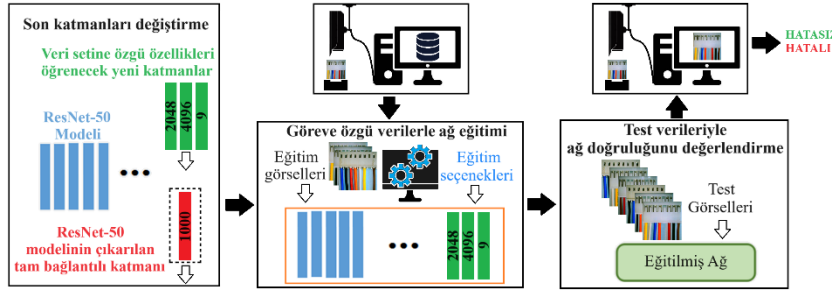 Son katmanları değiştirme
Veri setine özgü özellikleri
öğrenecek yeni katmanlar
ResNet-50
Modeli
2048
4096
9
1000
ResNet-50
modelinin çıkarılan
tam bağlantılı katmanı
Göreve özgü verilerle ağ eğitimi
Eğitim
görselleri
Eğitim
seçenekleri
2048
4096
9
HATASIZ
HATALI
Test verileriyle
ağ doğruluğunu değerlendirme
Test
Görselleri
Eğitilmiş Ağ